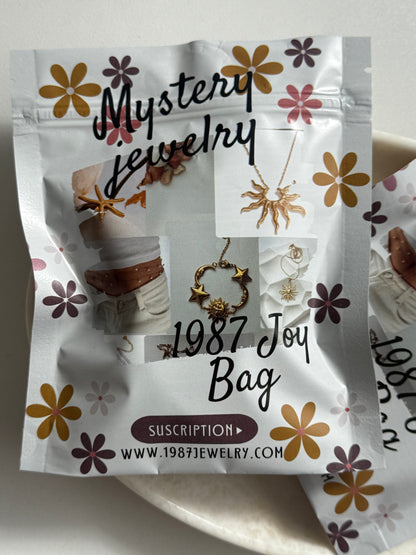 Mystery
jewelry
1987 Joy
Bag
SUSCRIPTION
WWW.1987JEWELRY.COM